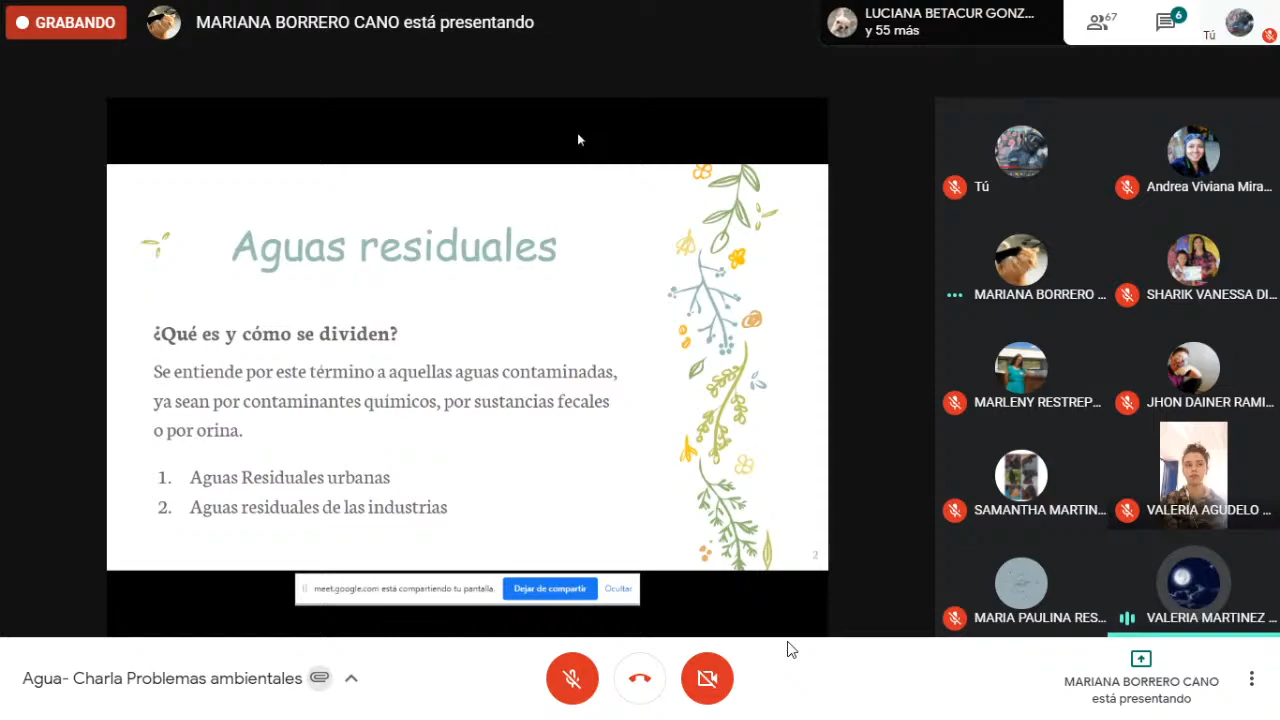 GRABANDO
MARIANA BORRERO CANO está presentando
LUCIANA BETACUR GONZ...
y 55 más
67
6
Tú
Aguas residuales
¿Qué es y cómo se dividen?
Se entiende por este término a aquellas aguas contaminadas,
ya sean por contaminantes químicos, por sustancias fecales
o por orina.
1. Aguas Residuales urbanas
2. Aguas residuales de las industrias
2
meet.google.com está compartiendo tu pantalla.
Dejar de compartir
Ocultar
Tú
Andrea Viviana Mira...
MARIANA BORRERO ...
SHARIK VANESSA DI...
MARLENY RESTREP...
JHON DAINER RAMI...
SAMANTHA MARTIN...
VALERIA AGUDELO ...
MARIA PAULINA RES...
VALERIA MARTINEZ ...
Agua- Charla Problemas ambientales
MARIANA BORRERO CANO
está presentando